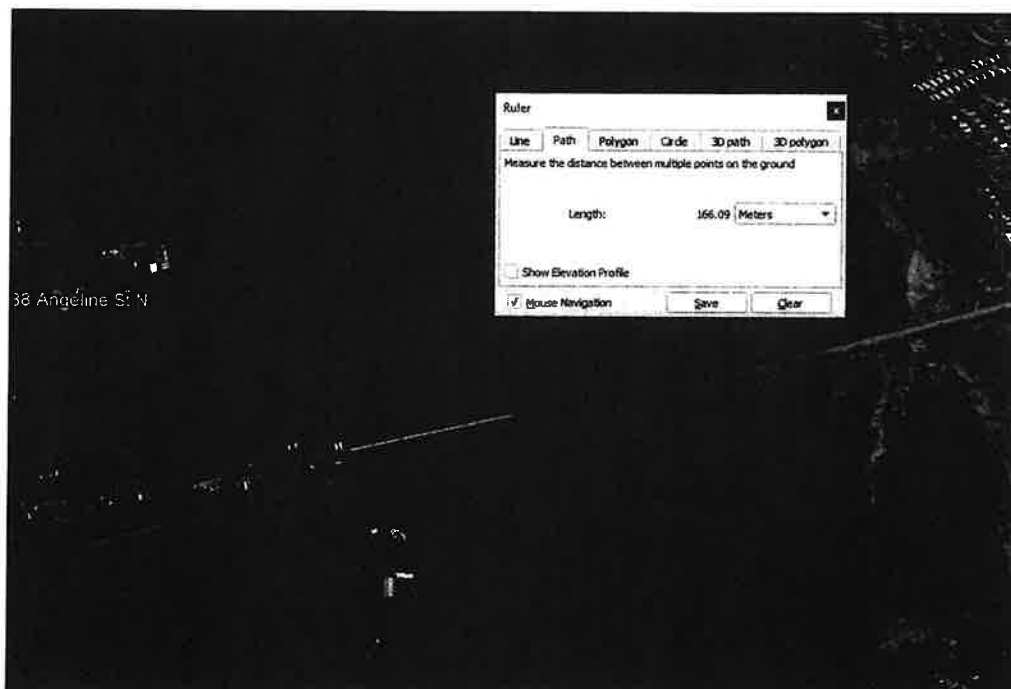 Ruler
Line Path Polygon Circle 3D path 3D polygon
Measure the distance between multiple points on the ground
Length: 166.09 Meters
Show Elevation Profile
Mouse Navigation Save Clear
38 Angeline St N